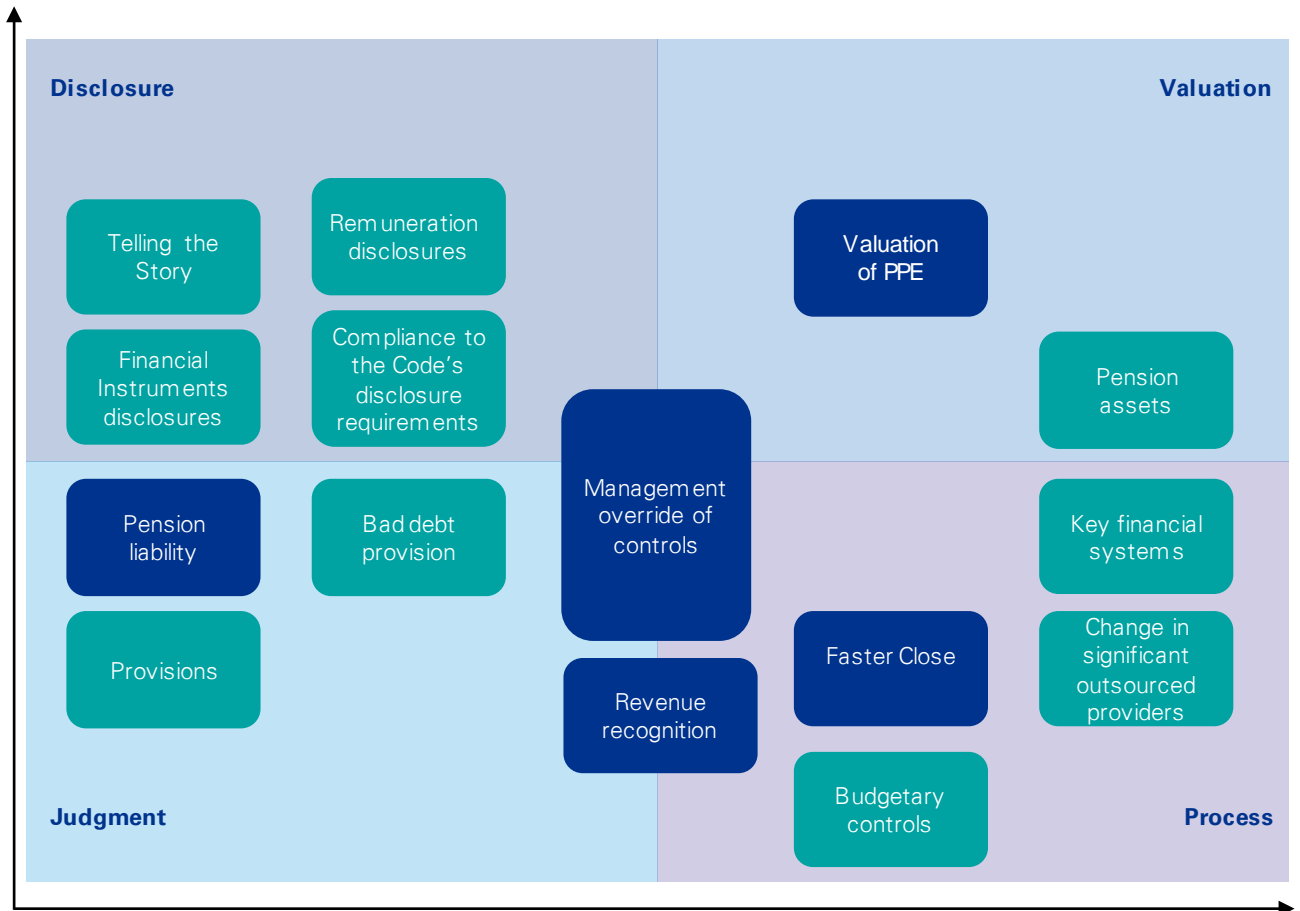 Disclosure
Valuation
Telling the
Story
Remuneration
disclosures
Valuation
of PPE
Financial
Instruments
disclosures
Compliance to
the Code's
disclosure
requirements
Pension
assets
Management
override of
controls
Pension
liability
Bad debt
provision
Key financial
systems
Provisions
Revenue
recognition
Faster Close
Change in
significant
outsourced
providers
Budgetary
controls
Judgment
Process